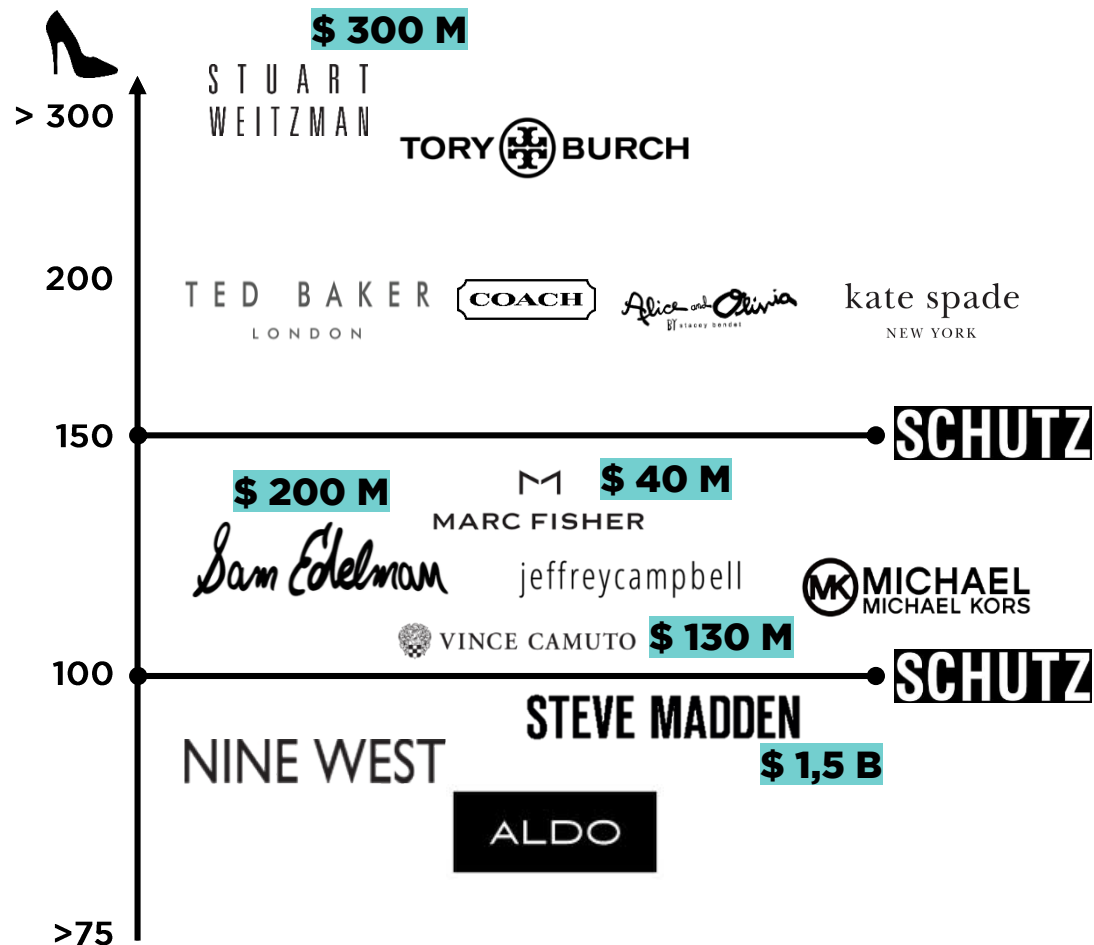 $ 300 M
STUART
WEITZMAN
> 300
TORY BURCH
200
TED BAKER
LONDON
COACH
Alice and Olivia
BY stacey bendet
kate spade
NEW YORK
150
SCHUTZ
$ 200 M
$ 40 M
MARC FISHER
Sam Edelman
jeffreycampbell
MK MICHAEL
MICHAEL KORS
VINCE CAMUTO
$ 130 M
100
SCHUTZ
STEVE MADDEN
NINE WEST
$ 1,5 B
ALDO
>75